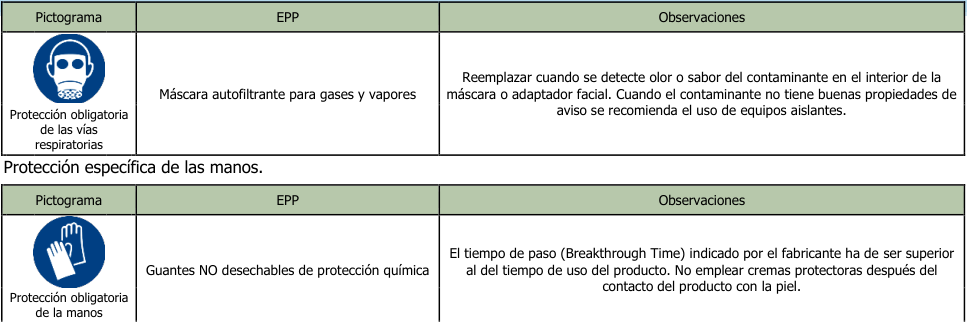 Pictograma EPP Observaciones
Protección obligatoria
de las vías
respiratorias
Máscara autofiltrante para gases y vapores
Reemplazar cuando se detecte olor o sabor del contaminante en el interior de la
máscara o adaptador facial. Cuando el contaminante no tiene buenas propiedades de
aviso se recomienda el uso de equipos aislantes.
Protección específica de las manos.
Pictograma EPP Observaciones
Protección obligatoria
de la manos
Guantes NO desechables de protección química
El tiempo de paso (Breakthrough Time) indicado por el fabricante ha de ser superior
al del tiempo de uso del producto. No emplear cremas protectoras después del
contacto del producto con la piel.